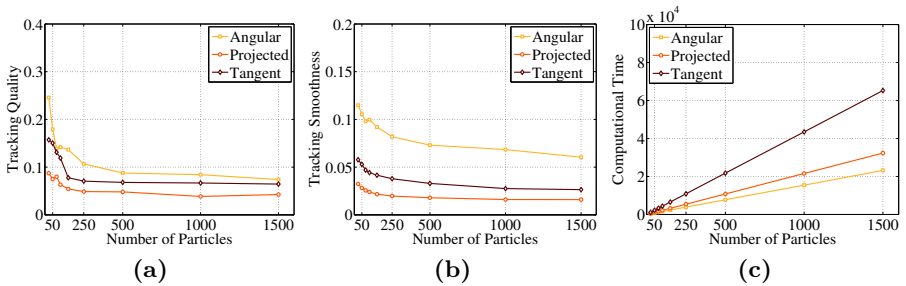 0.4
0.3
0.2
0.1
0
Tracking Quality
Angular
Projected
Tangent
50 250 500 1000 1500
Number of Particles
(a)
0.2
0.15
0.1
0.05
0
Tracking Smoothness
Angular
Projected
Tangent
50 250 500 1000 1500
Number of Particles
(b)
x 10⁴
10
8
6
4
2
0
Computational Time
Angular
Projected
Tangent
50 250 500 1000 1500
Number of Particles
(c)